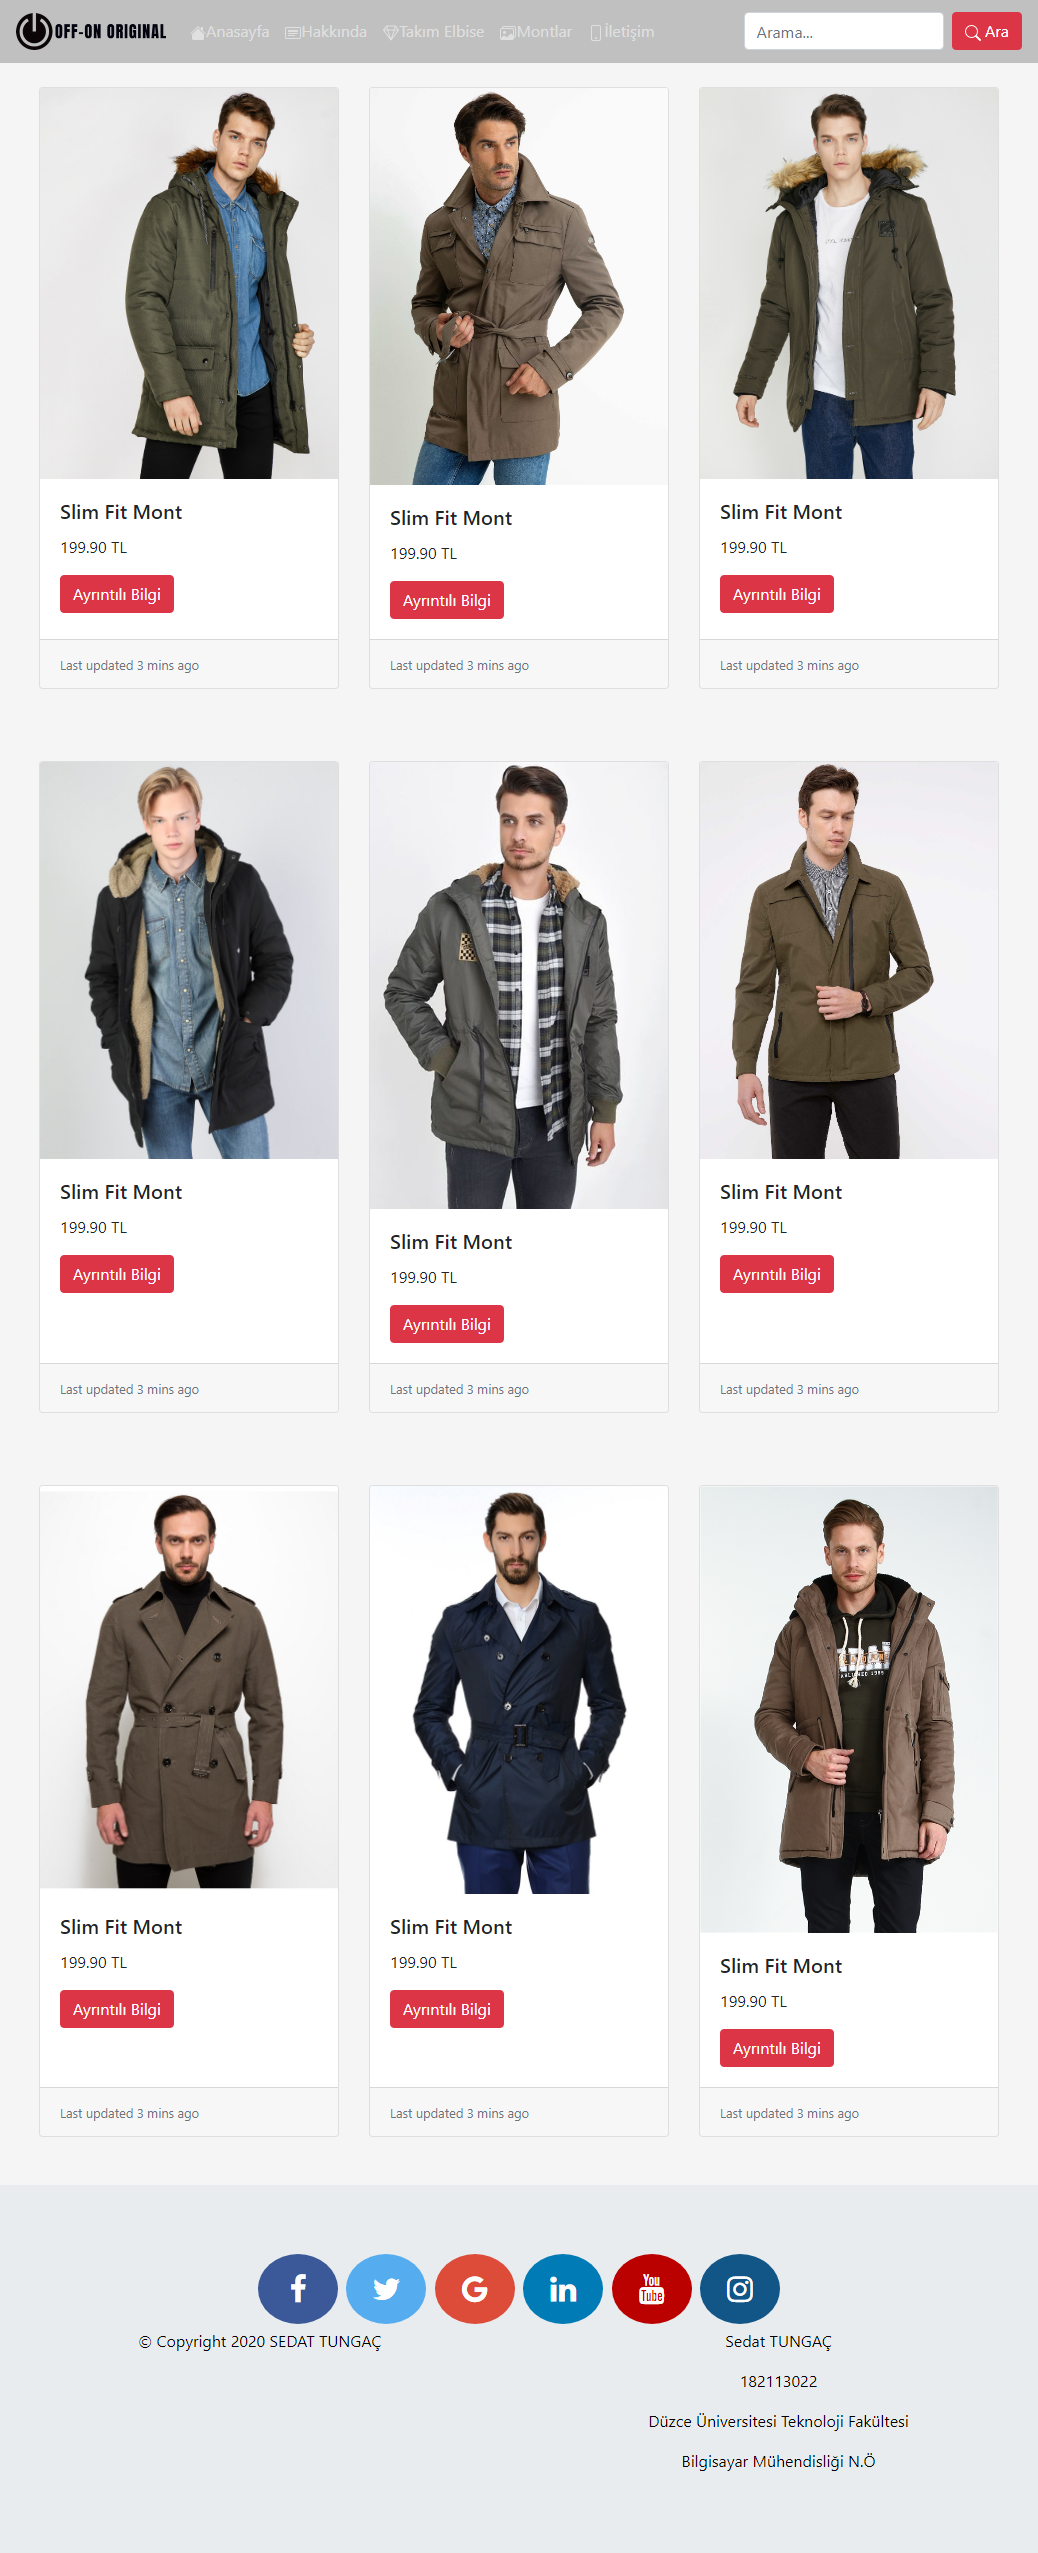 OFF-ON ORIGINAL
Anasayfa Hakkında Takım Elbise Montlar İletişim
Arama... Ara
Slim Fit Mont
199.90 TL
Ayrıntılı Bilgi
Last updated 3 mins ago
Slim Fit Mont
199.90 TL
Ayrıntılı Bilgi
Last updated 3 mins ago
Slim Fit Mont
199.90 TL
Ayrıntılı Bilgi
Last updated 3 mins ago
Slim Fit Mont
199.90 TL
Ayrıntılı Bilgi
Last updated 3 mins ago
Slim Fit Mont
199.90 TL
Ayrıntılı Bilgi
Last updated 3 mins ago
Slim Fit Mont
199.90 TL
Ayrıntılı Bilgi
Last updated 3 mins ago
Slim Fit Mont
199.90 TL
Ayrıntılı Bilgi
Last updated 3 mins ago
Slim Fit Mont
199.90 TL
Ayrıntılı Bilgi
Last updated 3 mins ago
Slim Fit Mont
199.90 TL
Ayrıntılı Bilgi
Last updated 3 mins ago
You
Tube
© Copyright 2020 SEDAT TUNGAÇ
Sedat TUNGAÇ
182113022
Düzce Üniversitesi Teknoloji Fakültesi
Bilgisayar Mühendisliği N.Ö